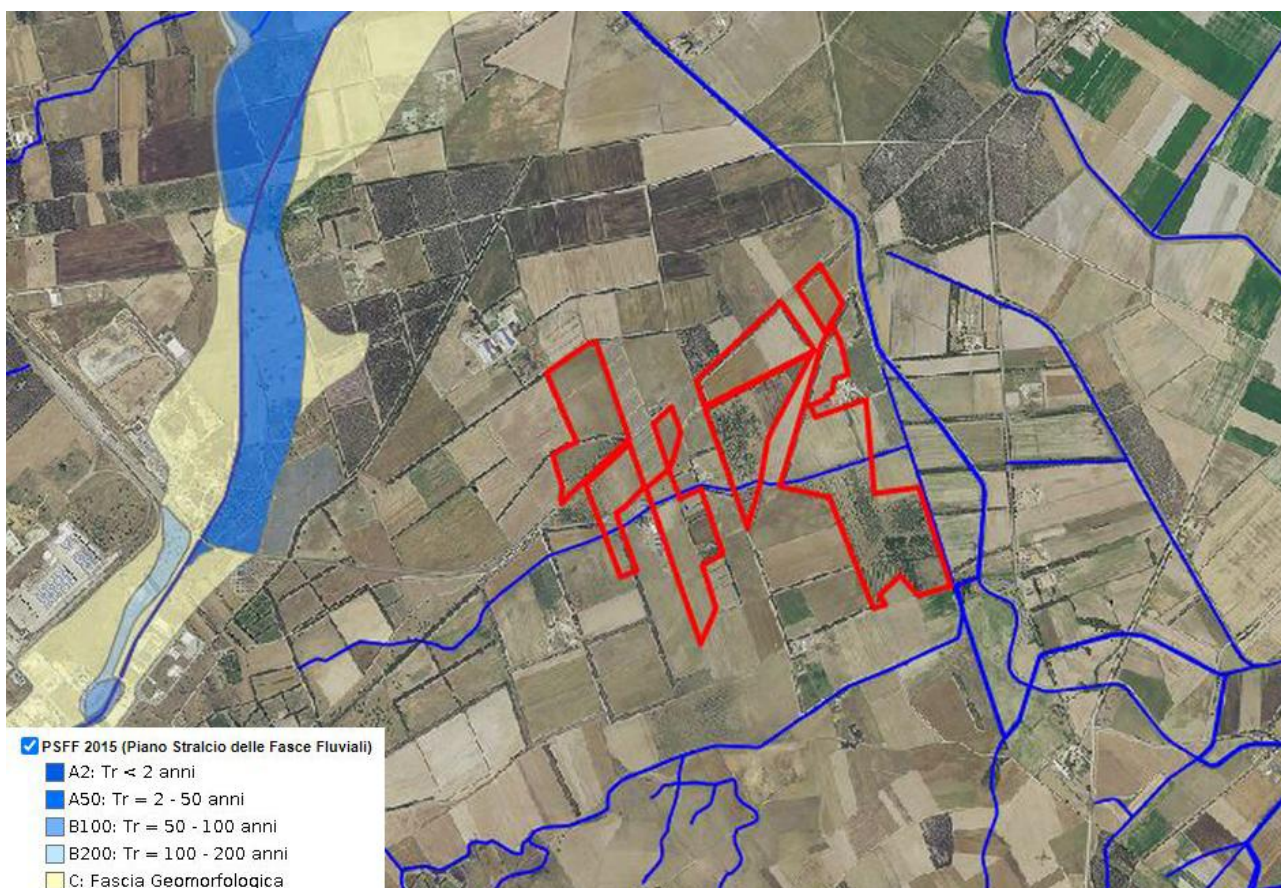 PSFF 2015 (Piano Stralcio delle Fasce Fluviali)
A2: Tr < 2 anni
A50: Tr = 2 - 50 anni
B100: Tr = 50 - 100 anni
B200: Tr = 100 - 200 anni
C: Fascia Geomorfologica